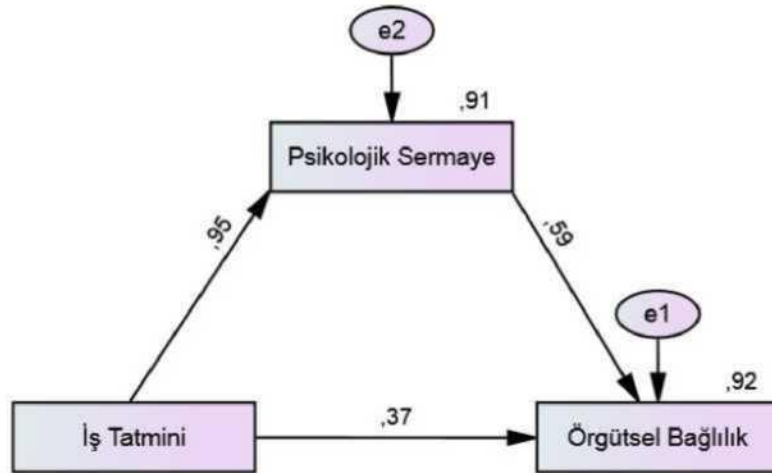 e2
,91
Psikolojik Sermaye
,95
,59
e1
,92
İş Tatmini
,37
Örgütsel Bağlılık